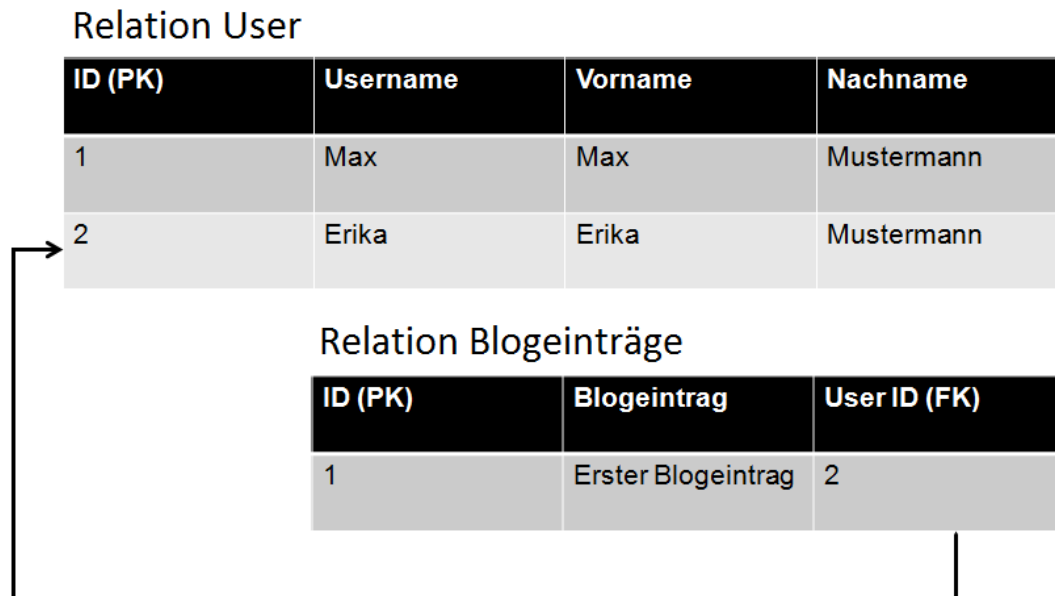 Relation User
ID (PK) Username Vorname Nachname
1 Max Max Mustermann
2 Erika Erika Mustermann
Relation Blogeinträge
ID (PK) Blogeintrag User ID (FK)
1 Erster Blogeintrag 2